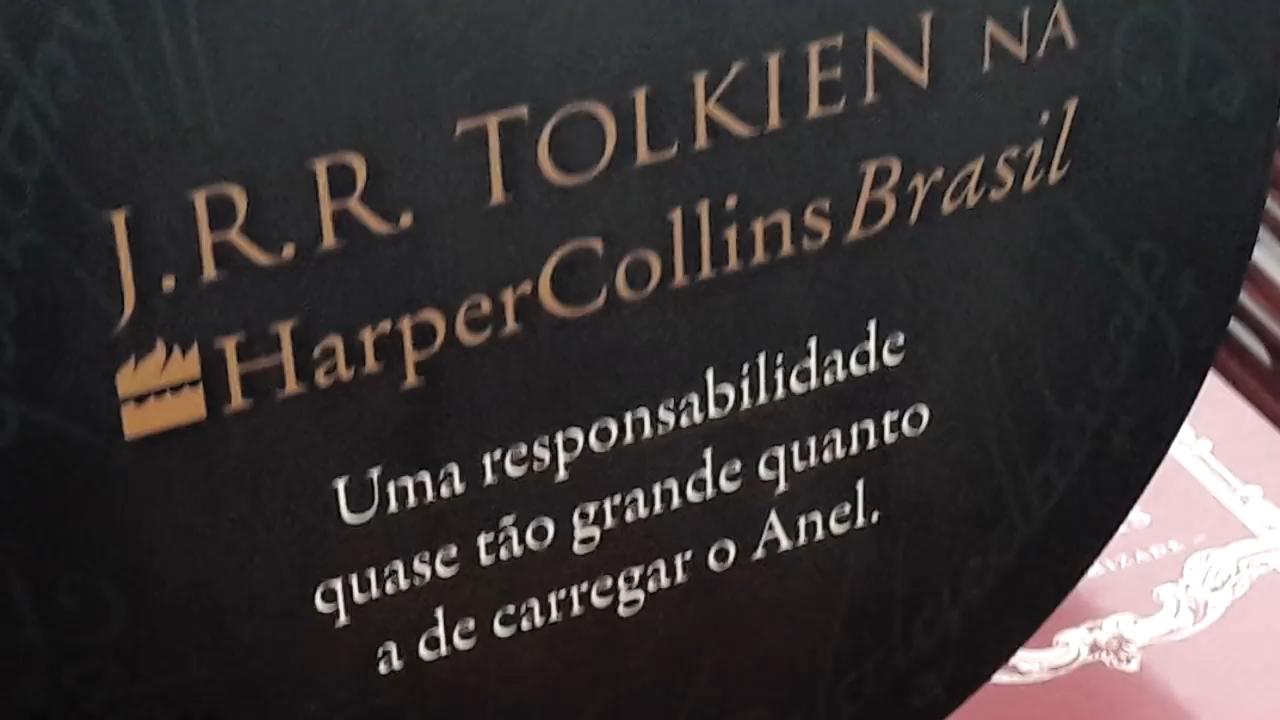 J.R.R. TOLKIEN NA
HarperCollins Brasil
Uma responsabilidade
quase tão grande quanto
a de carregar o Anel.